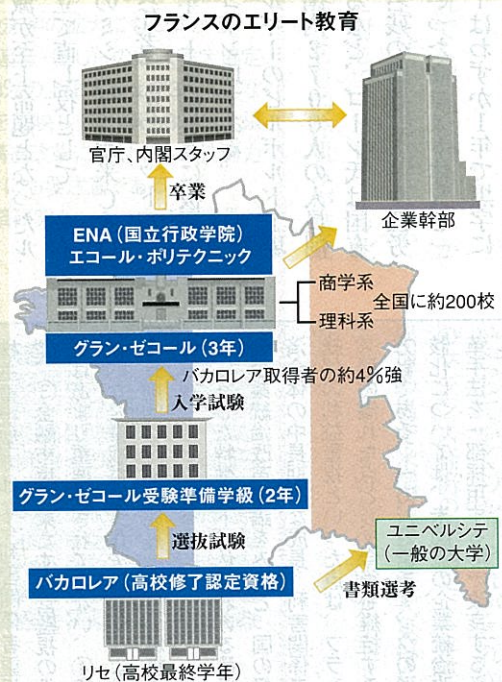 フランスのエリート教育
官庁、内閣スタッフ
企業幹部
卒業
ENA(国立行政学院)
エコール・ポリテクニック
商学系
理科系
全国に約200校
グラン・ゼコール(3年)
バカロレア取得者の約4%強
入学試験
グラン・ゼコール受験準備学級(2年)
選抜試験
ユニベルシテ
(一般の大学)
バカロレア(高校修了認定資格)
書類選考
リセ(高校最終学年)